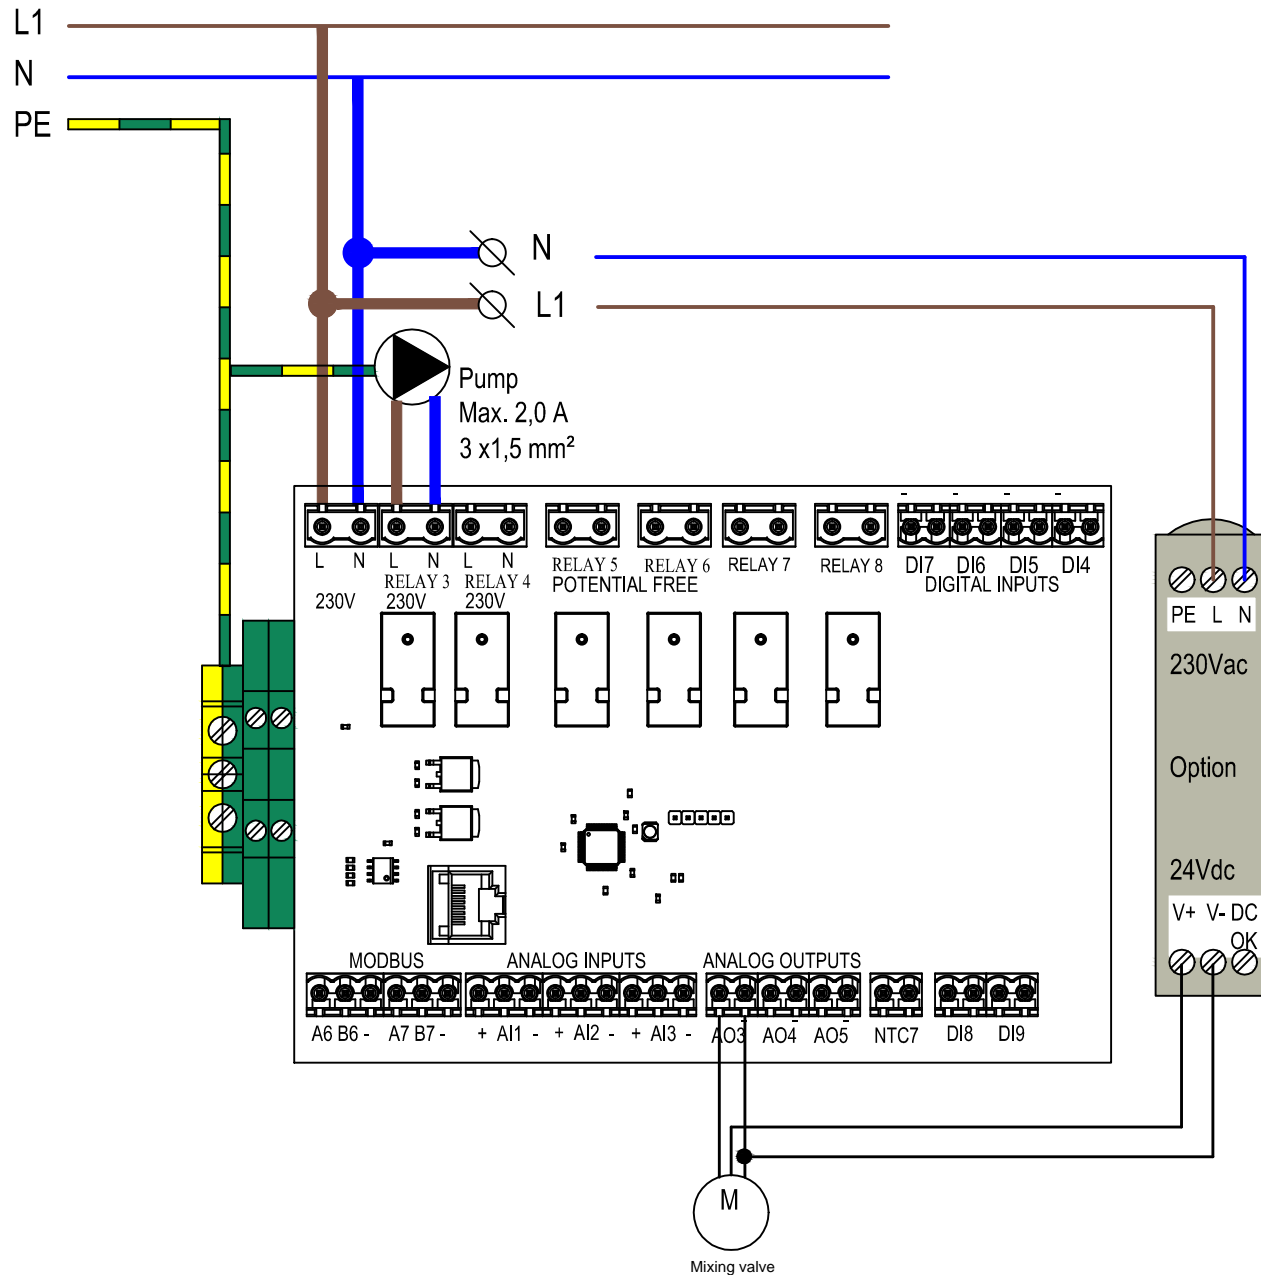 L1
N
PE
N
L1
Pump
Max. 2,0 A
3 x1,5 mm²
- - - -
L N L N L N
RELAY 3 RELAY 4 RELAY 5 RELAY 6 RELAY 7 RELAY 8 DI7 DI6 DI5 DI4
230V 230V 230V
POTENTIAL FREE
DIGITAL INPUTS
PE L N
230Vac
Option
24Vdc
V+ V- DC
OK
MODBUS ANALOG INPUTS ANALOG OUTPUTS
A6 B6 - A7 B7 - + AI1 - + AI2 - + AI3 - AO3 - AO4 - AO5 - NTC7 DI8 DI9
M
Mixing valve